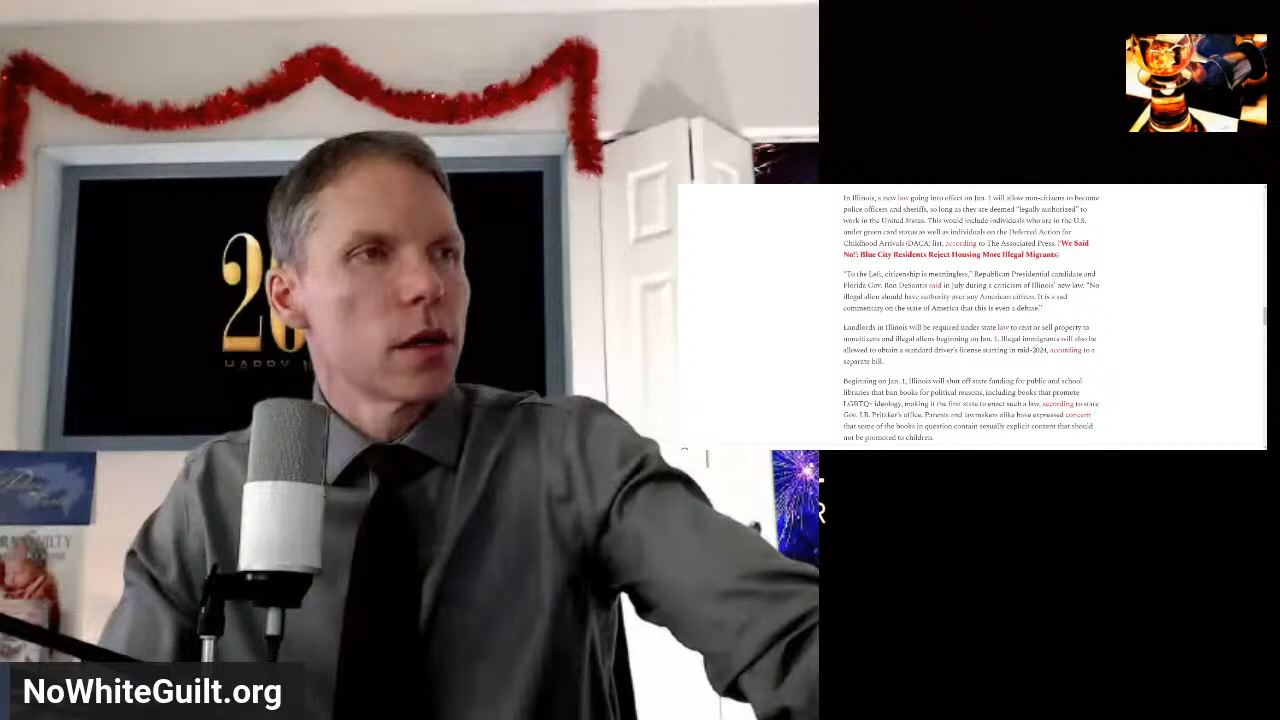 2
HAPPY N
In Illinois, a new law going into effect on Jan. 1 will allow non-citizens to become
police officers and sheriffs, so long as they are deemed “legally authorized” to
work in the United States. This would include individuals who are in the U.S.
under green card status as well as individuals on the Deferred Action for
Childhood Arrivals (DACA) list, according to The Associated Press. (‘We Said
No!’: Blue City Residents Reject Housing More Illegal Migrants)
“To the Left, citizenship is meaningless,” Republican Presidential candidate and
Florida Gov. Ron DeSantis said in July during a criticism of Illinois’ new law. “No
illegal alien should have authority over any American citizen. It is a sad
commentary on the state of America that this is even a debate.”
Landlords in Illinois will be required under state law to rent or sell property to
noncitizens and illegal aliens beginning on Jan. 1. Illegal immigrants will also be
allowed to obtain a standard driver’s license starting in mid-2024, according to a
separate bill.
Beginning on Jan. 1, Illinois will shut off state funding for public and school
libraries that ban books for political reasons, including books that promote
LGBTQ+ ideology, making it the first state to enact such a law, according to state
Gov. J.B. Pritzker’s office. Parents and lawmakers alike have expressed concern
that some of the books in question contain sexually explicit content that should
not be promoted to children.
NoWhiteGuilt.org